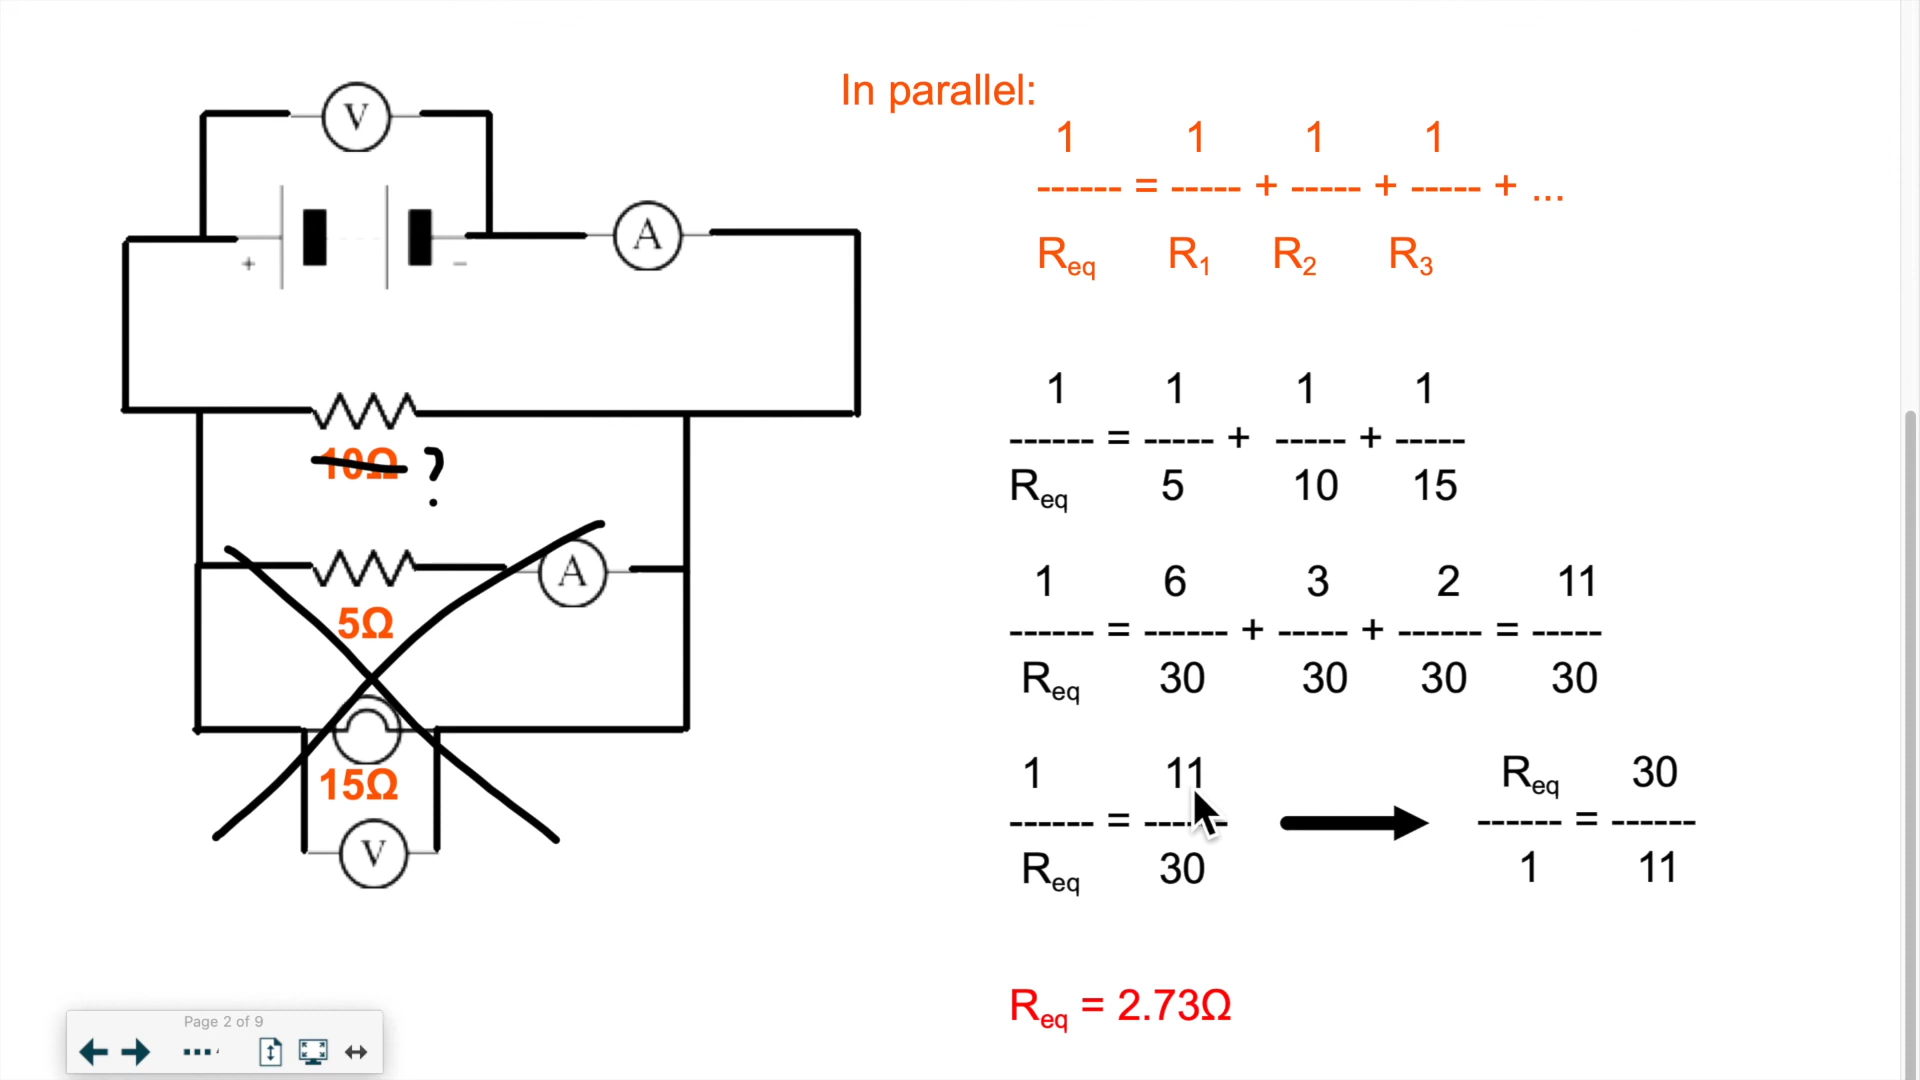 V
+ − A
10Ω ?
A
5Ω
15Ω
V
In parallel:
1 1 1 1
------ = ----- + ----- + ----- + ...
Req R1 R2 R3
1 1 1 1
------ = ----- + ----- + -----
Req 5 10 15
1 6 3 2 11
------ = ------ + ----- + ------ = -----
Req 30 30 30 30
1 11 Req 30
------ = ------ ------ = ------
Req 30 1 11
Req = 2.73Ω
Page 2 of 9